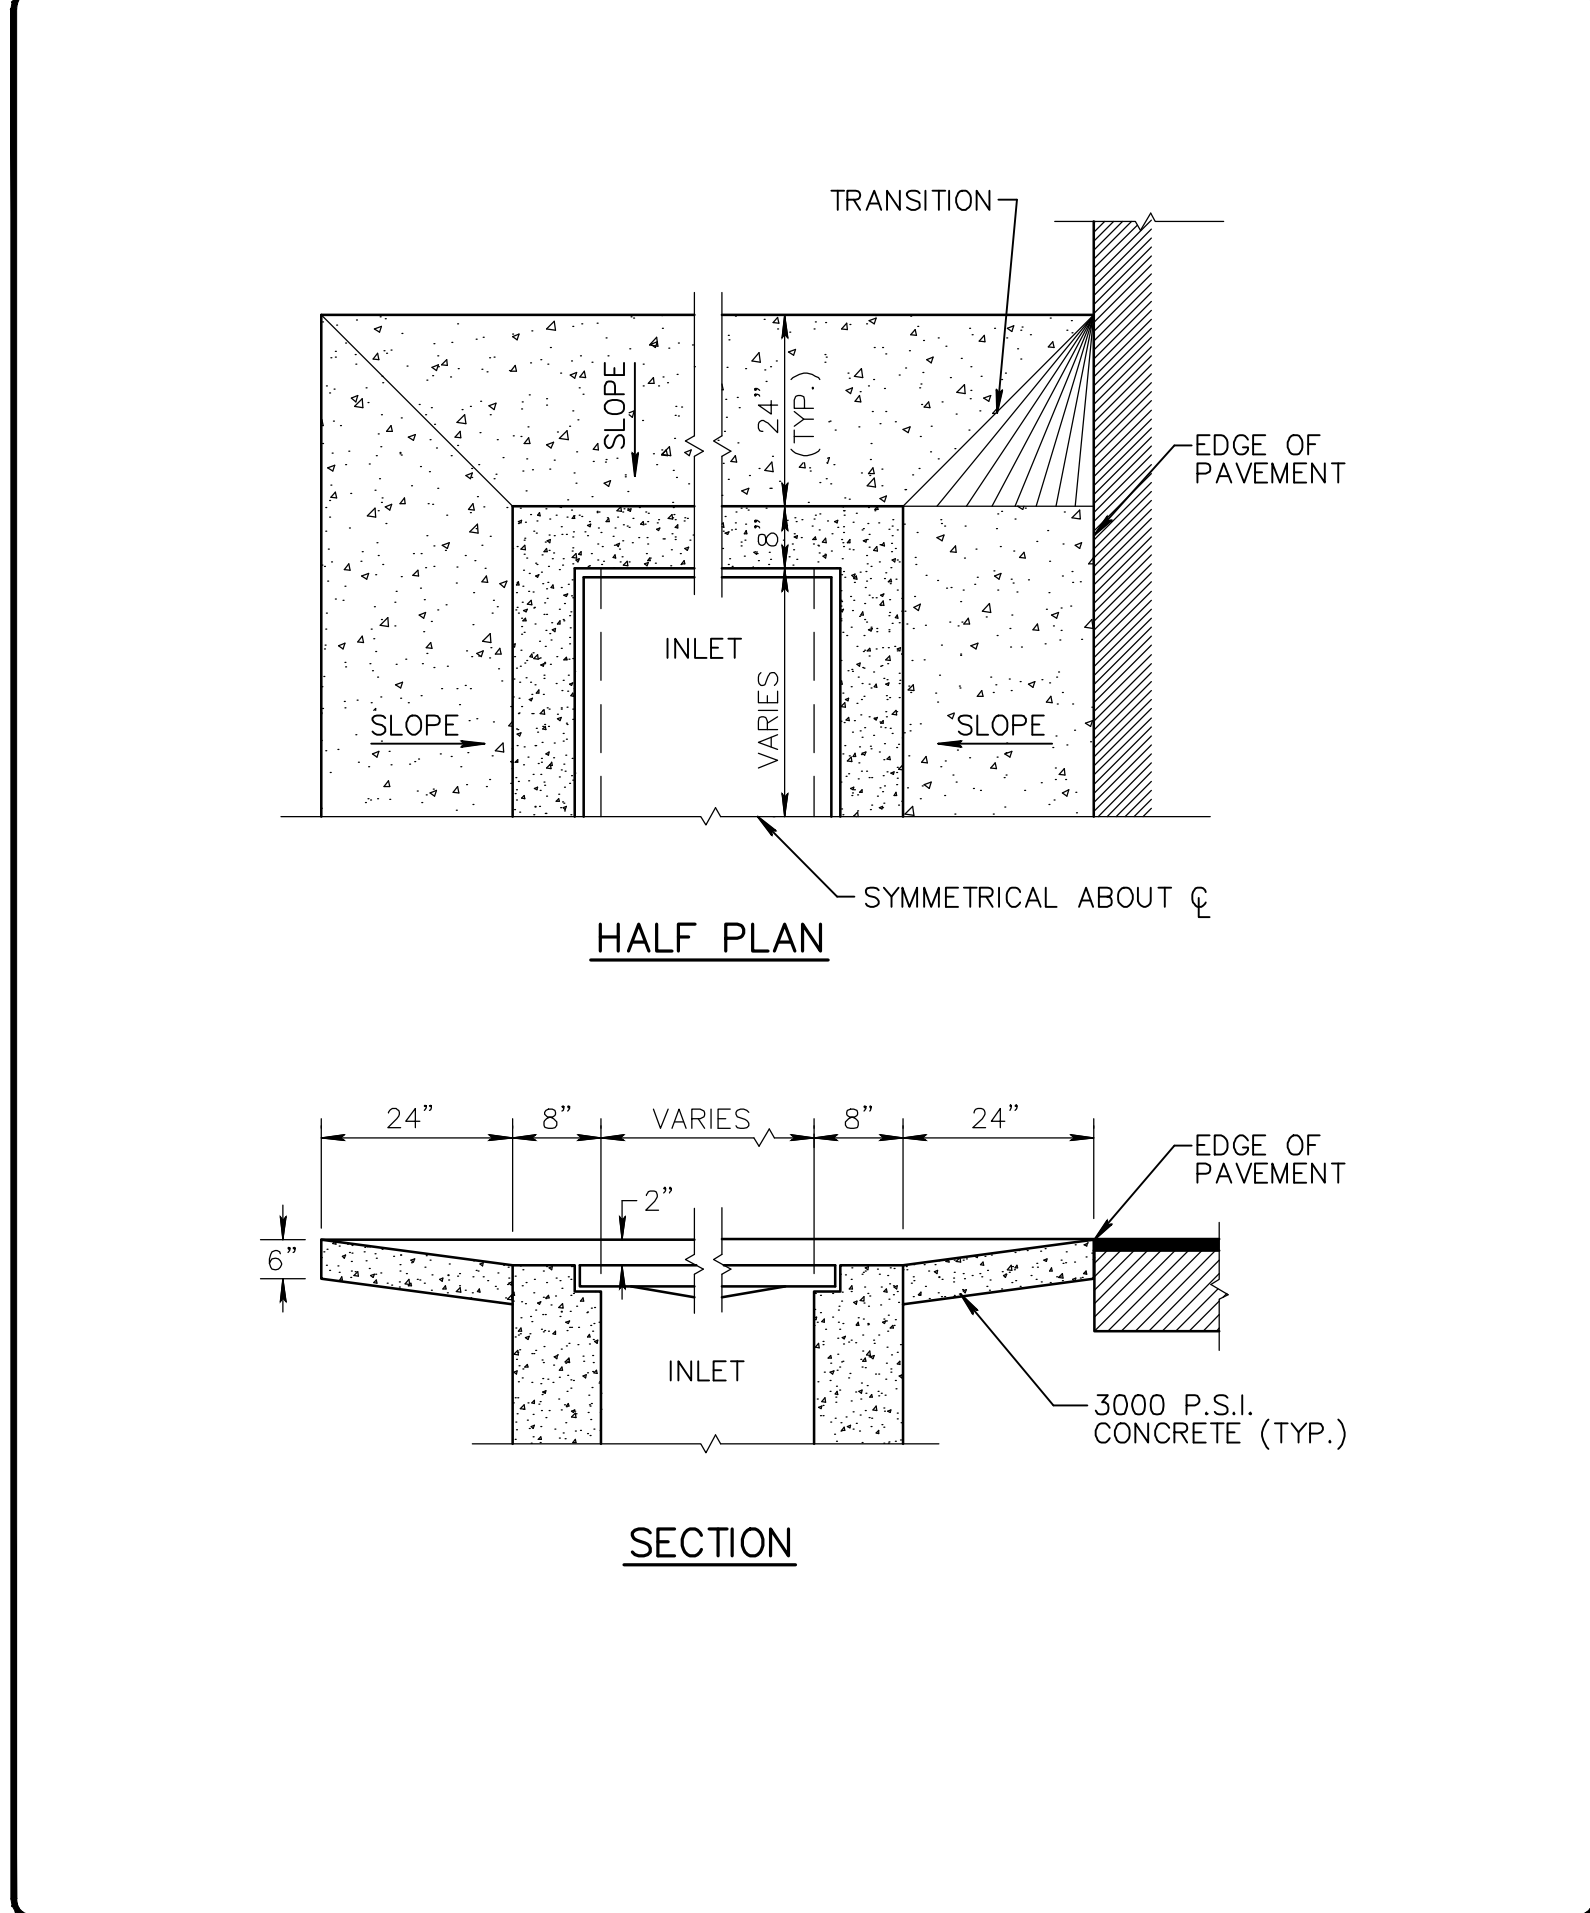 TRANSITION
SLOPE
24"
(TYP.)
EDGE OF
PAVEMENT
8"
INLET
VARIES
SLOPE
SLOPE
SYMMETRICAL ABOUT ℄
HALF PLAN
24"
8"
VARIES
8"
24"
EDGE OF
PAVEMENT
2"
6"
INLET
3000 P.S.I.
CONCRETE (TYP.)
SECTION